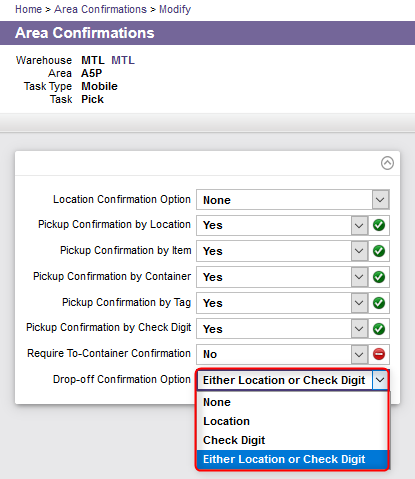 Home > Area Confirmations > Modify
Area Confirmations
Warehouse MTL MTL
Area A5P
Task Type Mobile
Task Pick
Location Confirmation Option None
Pickup Confirmation by Location Yes
Pickup Confirmation by Item Yes
Pickup Confirmation by Container Yes
Pickup Confirmation by Tag Yes
Pickup Confirmation by Check Digit Yes
Require To-Container Confirmation No
Drop-off Confirmation Option Either Location or Check Digit
None
Location
Check Digit
Either Location or Check Digit